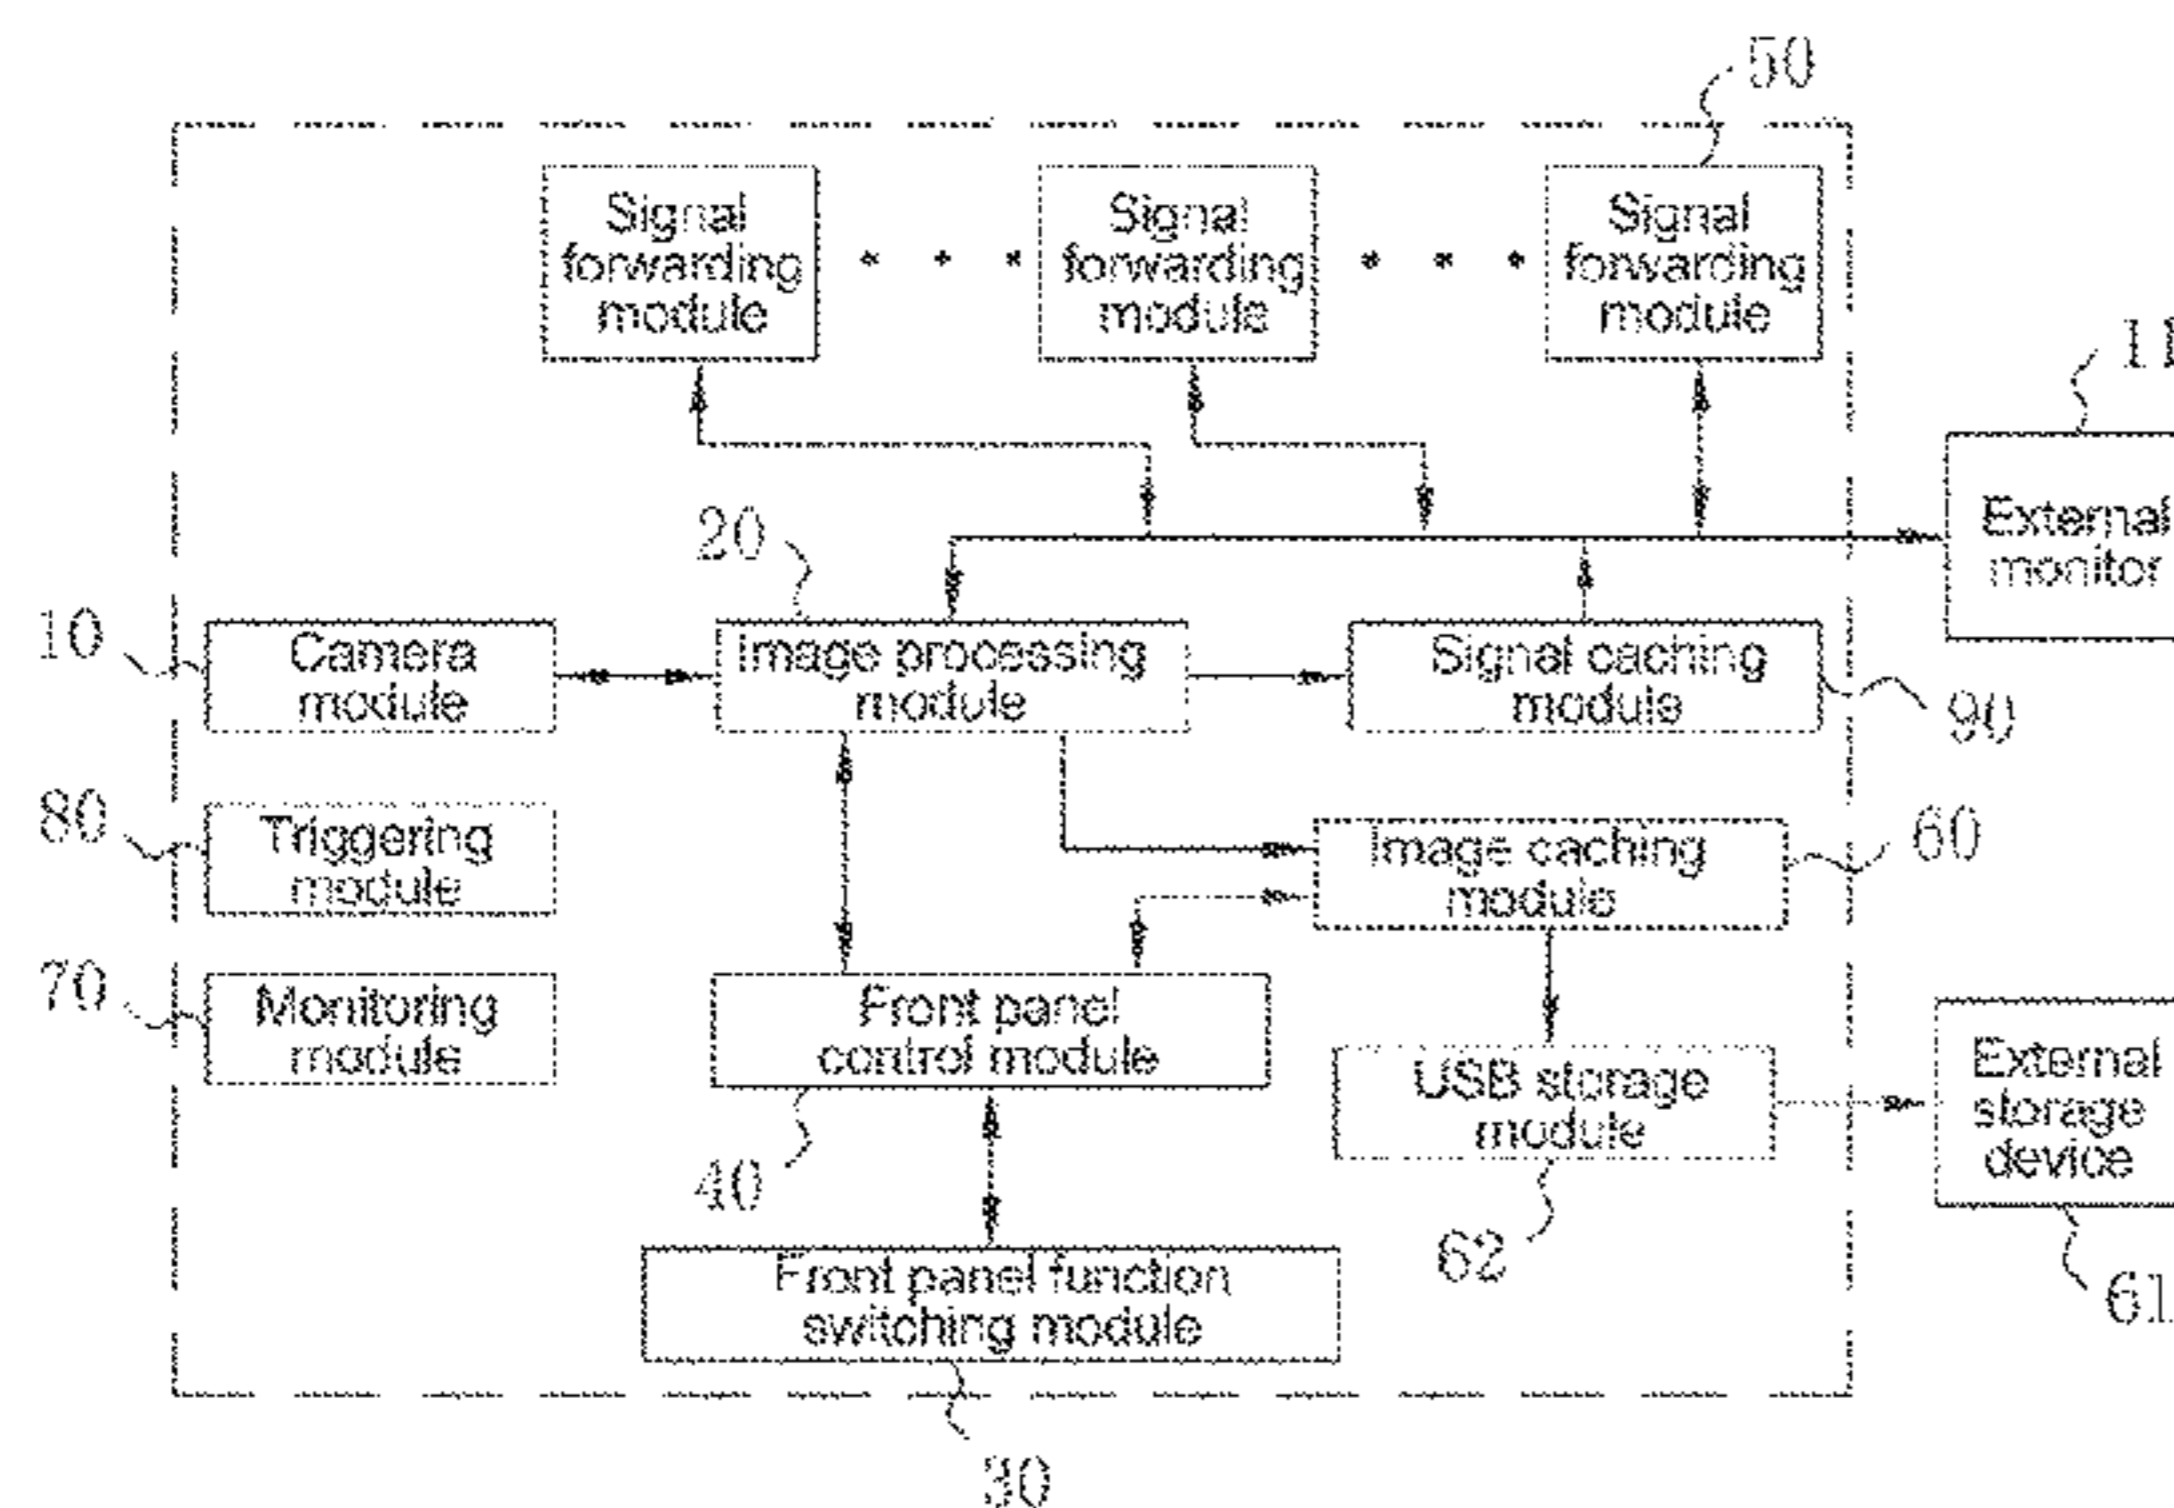 50
Signal
forwarding
module
Signal
forwarding
module
Signal
forwarding
module
11
External
monitor
20
10
Camera
module
Image processing
module
Signal caching
module
90
80
Triggering
module
Image caching
module
60
70
Monitoring
module
Front panel
control module
USB storage
module
External
storage
device
40
62
61
Front panel function
switching module
30